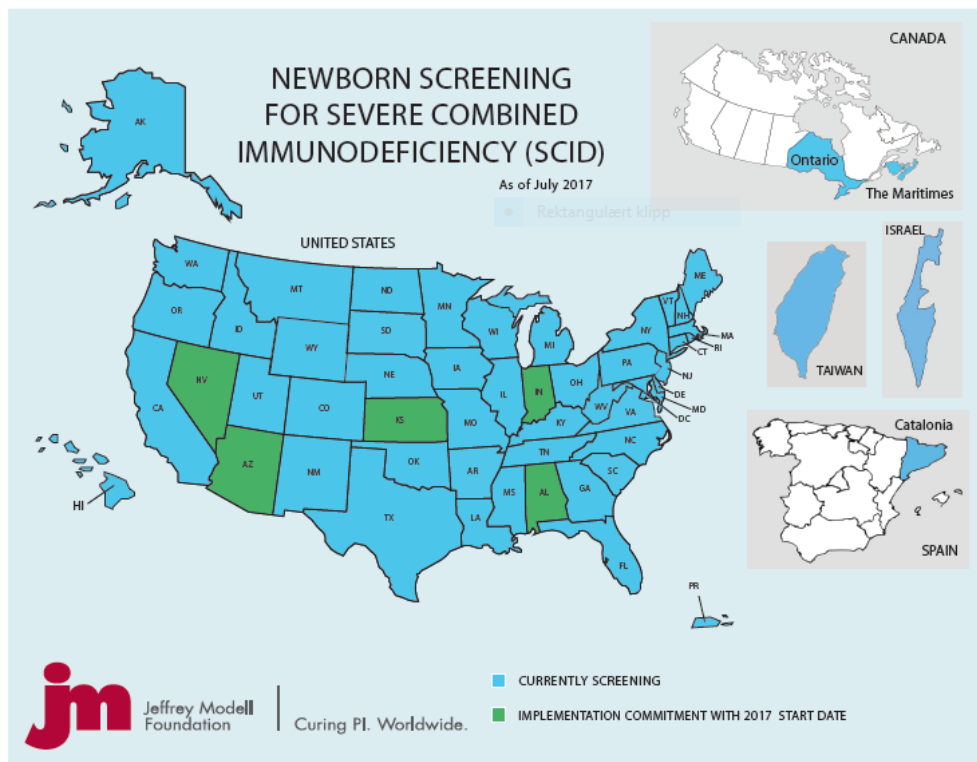 NEWBORN SCREENING
FOR SEVERE COMBINED
IMMUNODEFICIENCY (SCID)
As of July 2017
Rektangulært klipp
CANADA
Ontario
The Maritimes
UNITED STATES
AK
WA
OR
CA
NV
ID
MT
WY
UT
AZ
CO
NM
ND
SD
NE
KS
OK
TX
MN
IA
MO
AR
LA
WI
IL
MI
IN
OH
KY
TN
MS
AL
GA
FL
SC
NC
VA
WV
PA
NY
VT
NH
ME
MA
RI
CT
NJ
DE
MD
DC
HI
PR
ISRAEL
TAIWAN
Catalonia
SPAIN
jm
Jeffrey Modell
Foundation
Curing PI. Worldwide.
CURRENTLY SCREENING
IMPLEMENTATION COMMITMENT WITH 2017 START DATE